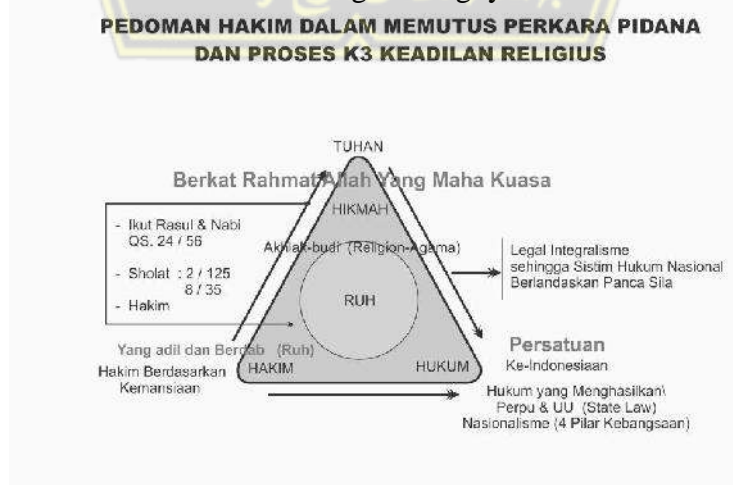 PEDOMAN HAKIM DALAM MEMUTUS PERKARA PIDANA
DAN PROSES K3 KEADILAN RELIGIUS
TUHAN
Berkat Rahmat Allah Yang Maha Kuasa
HIKMAH
- Ikut Rasul & Nabi
QS. 24 / 56
- Sholat : 2 / 125
8 / 35
- Hakim
Akhlak-budi (Religion-Agama)
RUH
Legal Integralisme
sehingga Sistim Hukum Nasional
Berlandaskan Panca Sila
Yang adil dan Berdab (Ruh)
Hakim Berdasarkan
Kemansiaan
HAKIM
HUKUM
Persatuan
Ke-Indonesiaan
Hukum yang Menghasilkan\
Perpu & UU (State Law)
Nasionalisme (4 Pilar Kebangsaan)